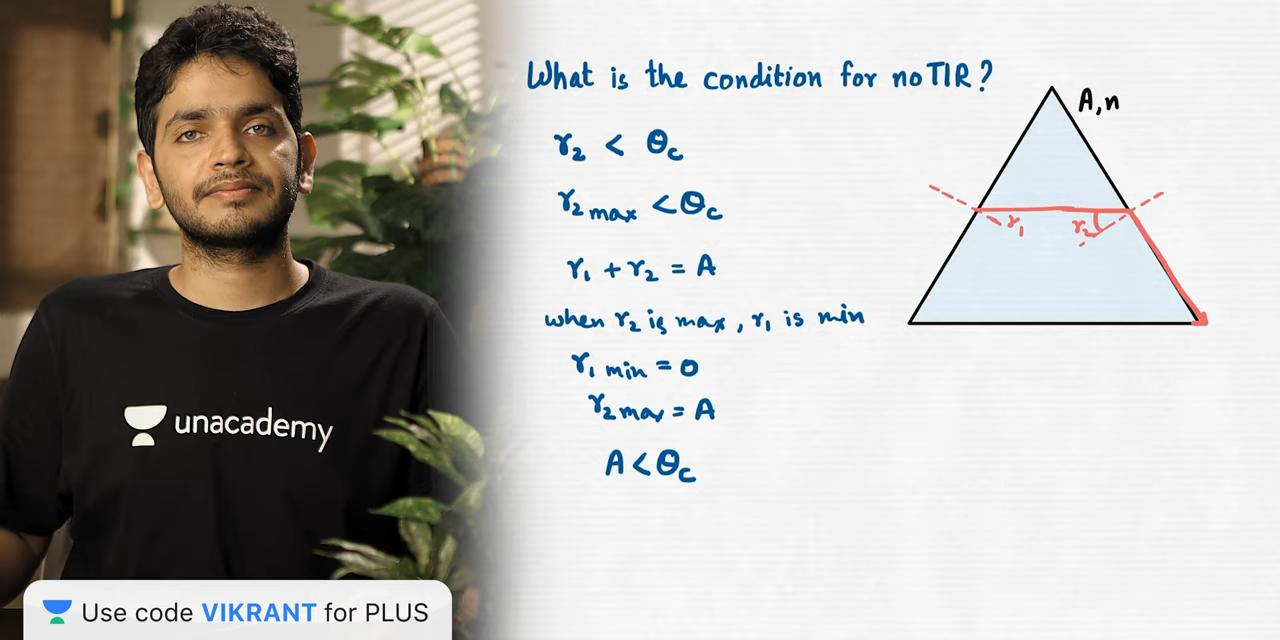 What is the condition for no TIR?
A,n
r₂ < θc
r₂ max < θc
r₁ + r₂ = A
when r₂ is max, r₁ is min
r₁ min = 0
r₂ max = A
A < θc
r₁
r₂
unacademy
Use code VIKRANT for PLUS